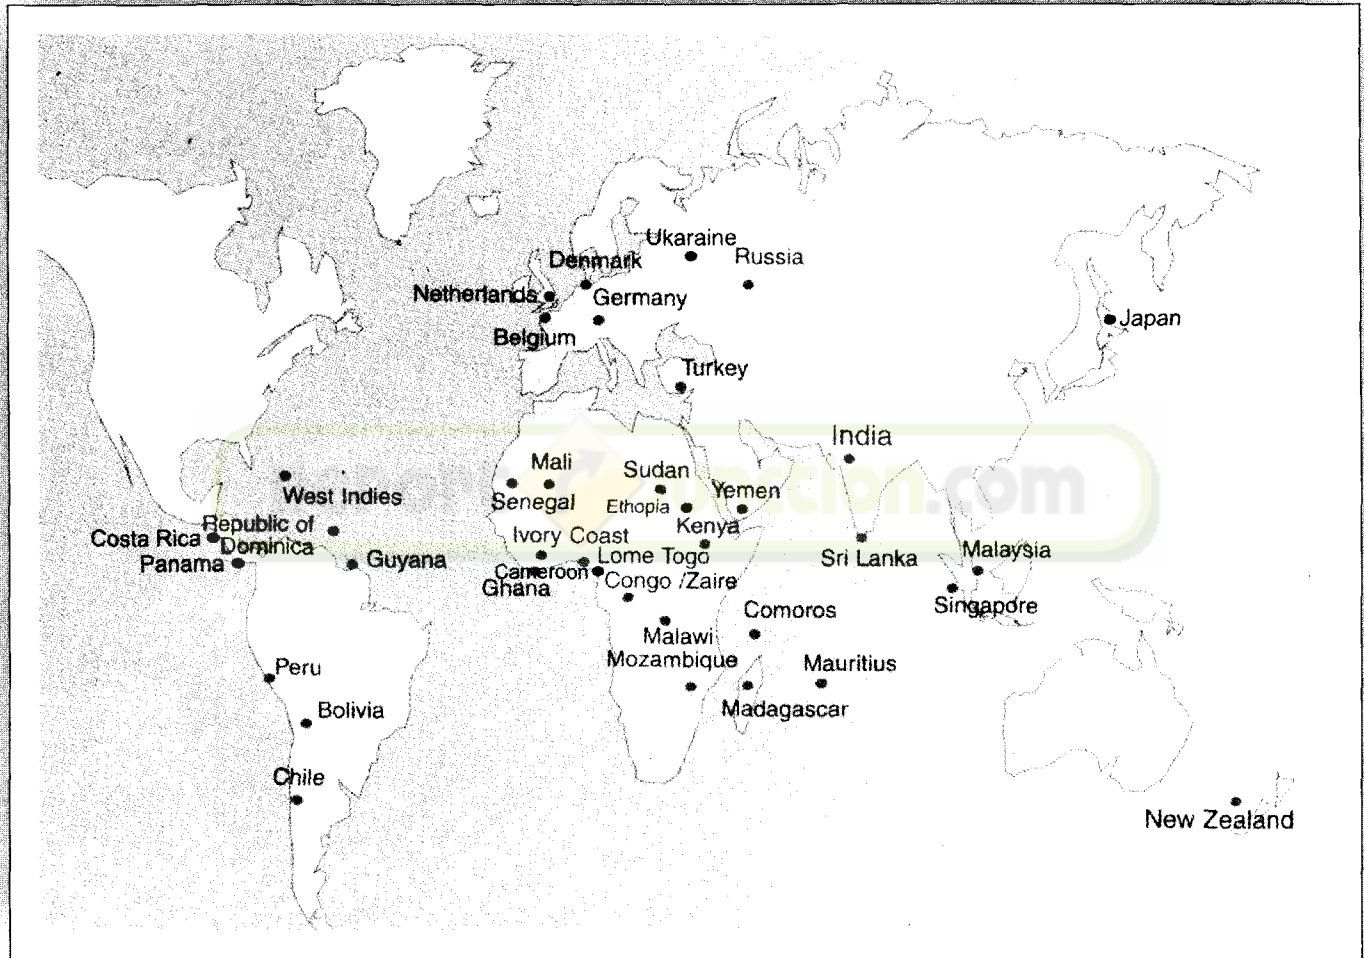 Ukaraine
Denmark
Russia
Netherlands
Germany
Belgium
Japan
Turkey
India
Mali
Sudan
Yemen
West Indies
Senegal
Ethopia
Kenya
Republic of
Dominica
Costa Rica
Ivory Coast
Lome Togo
Sri Lanka
Malaysia
Panama
Guyana
Cameroon
Ghana
Congo /Zaire
Singapore
Comoros
Malawi
Mozambique
Mauritius
Peru
Madagascar
Bolivia
Chile
New Zealand